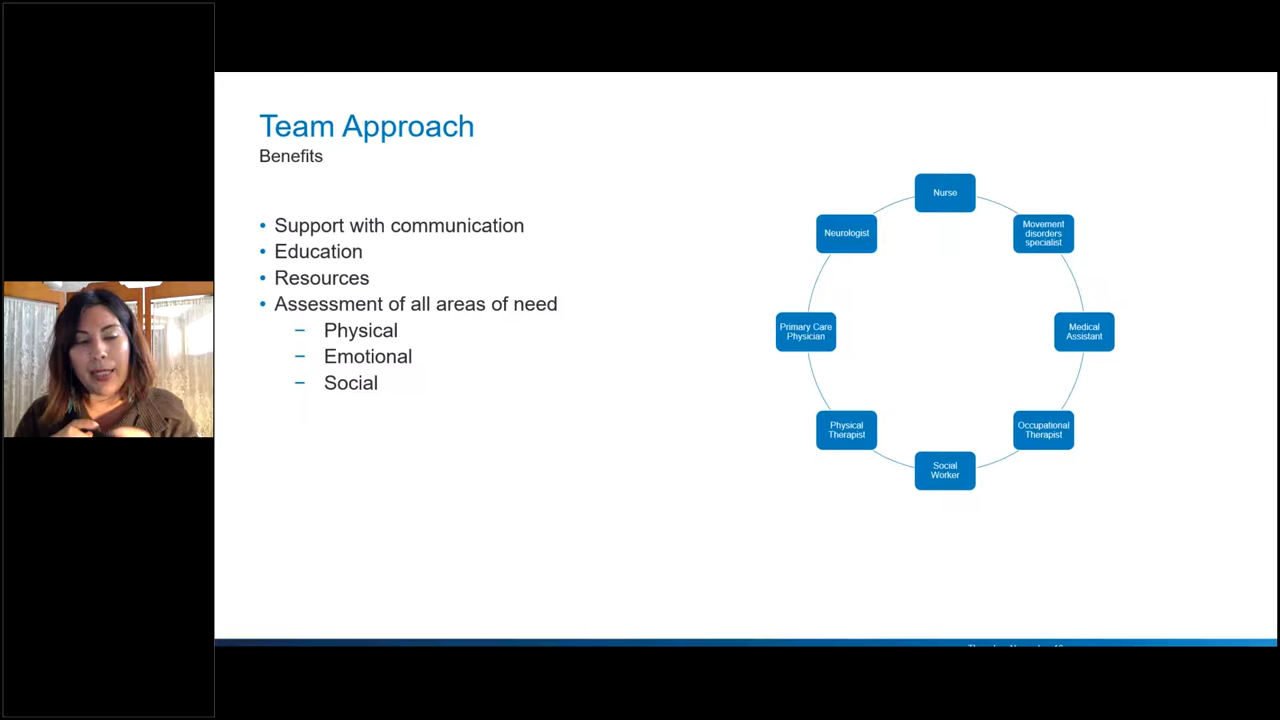 Team Approach
Benefits
• Support with communication
• Education
• Resources
• Assessment of all areas of need
– Physical
– Emotional
– Social
Nurse
Movement
disorders
specialist
Medical
Assistant
Occupational
Therapist
Social
Worker
Physical
Therapist
Primary Care
Physician
Neurologist